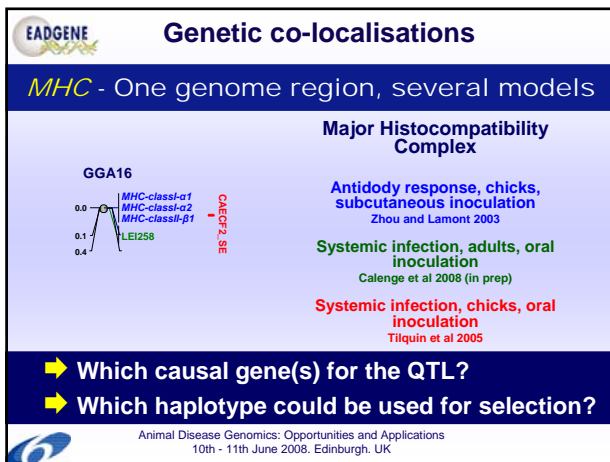 EADGENE
Genetic co-localisations
MHC - One genome region, several models
Major Histocompatibility
Complex
GGA16
MHC-classI-α1
0.0
MHC-classI-α2
MHC-classII-β1
0.1
LEI258
0.4
CAECF2_SE
Antidody response, chicks,
subcutaneous inoculation
Zhou and Lamont 2003
Systemic infection, adults, oral
inoculation
Calenge et al 2008 (in prep)
Systemic infection, chicks, oral
inoculation
Tilquin et al 2005
Which causal gene(s) for the QTL?
Which haplotype could be used for selection?
Animal Disease Genomics: Opportunities and Applications
10th - 11th June 2008. Edinburgh. UK